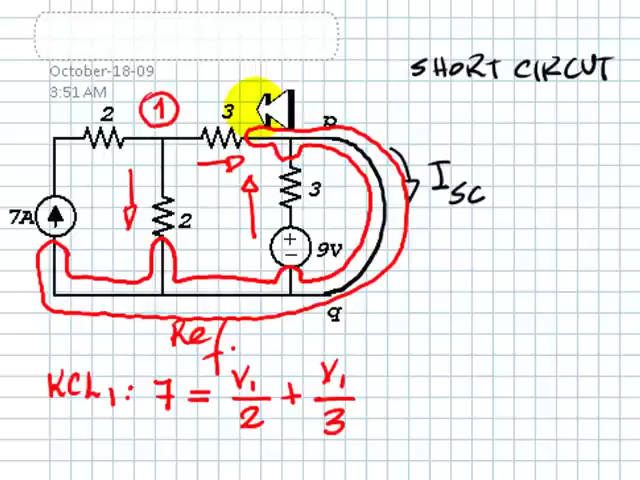 October-18-09
3:51 AM
SHORT CIRCUT
2
1
3
p
I SC
3
7A
2
+
9v
−
q
Ref.
KCL1: 7 = V1/2 + V1/3